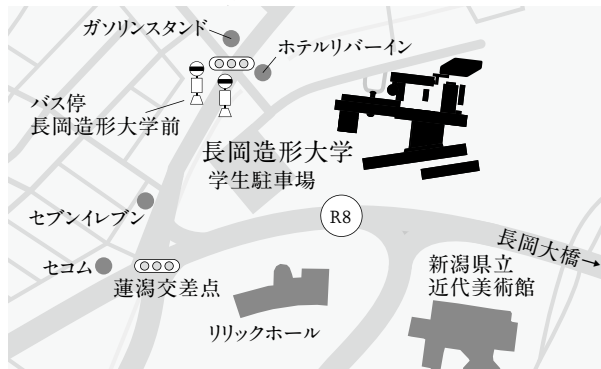 ガソリンスタンド
ホテルリバーイン
バス停
長岡造形大学前
長岡造形大学
学生駐車場
セブンイレブン
R8
長岡大橋→
セコム
蓮潟交差点
新潟県立
近代美術館
リリックホール